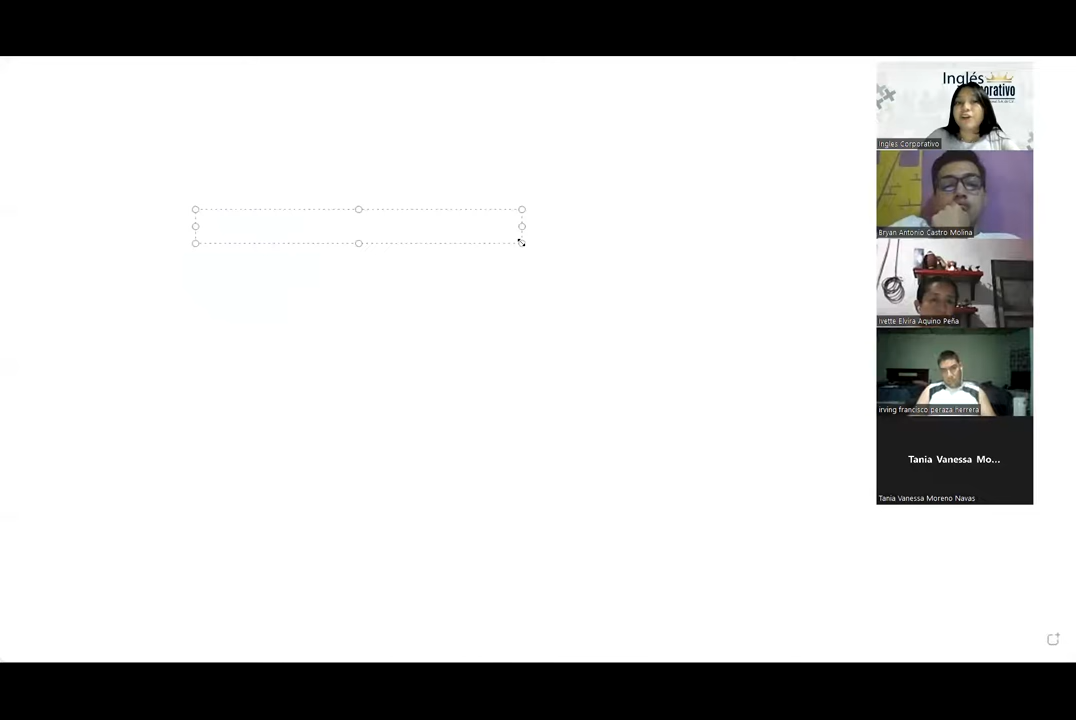 Inglés
orativo
Ingles Corporativo
Bryan Antonio Castro Molina
Ivette Elvira Aquino Peña
irving francisco peraza herrera
Tania Vanessa Mo...
Tania Vanessa Moreno Navas